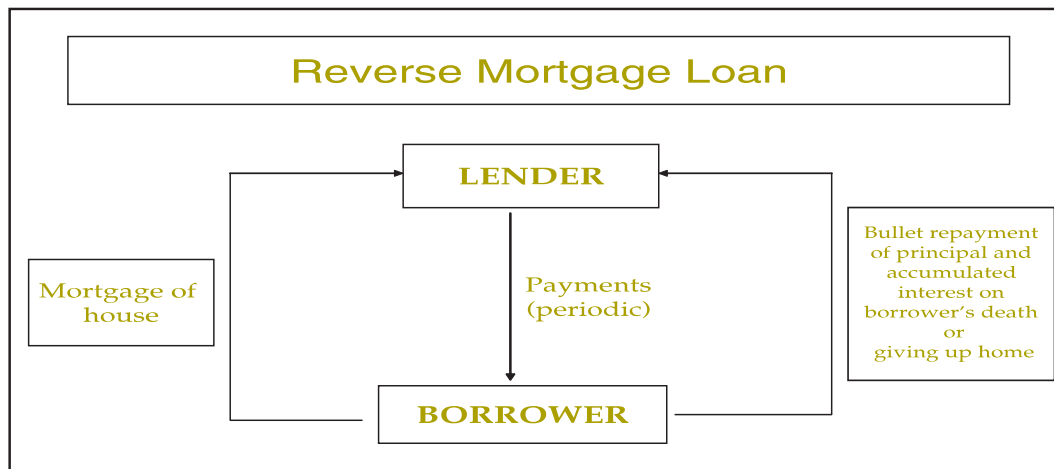 Reverse Mortgage Loan
LENDER
Mortgage of
house
Payments
(periodic)
Bullet repayment
of principal and
accumulated
interest on
borrower’s death
or
giving up home
BORROWER